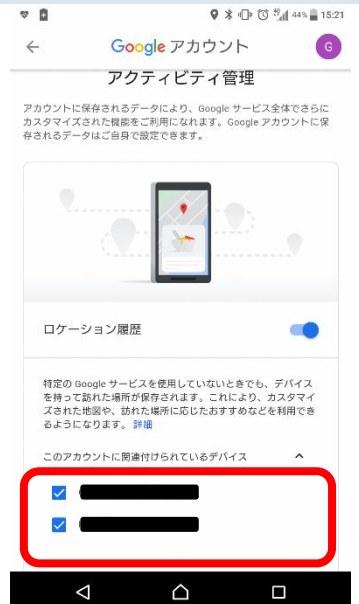 44% 15:21
Google アカウント
G
アクティビティ管理
アカウントに保存されるデータにより、Google サービス全体でさらに
カスタマイズされた機能をご利用になれます。Google アカウントに保
存されるデータはご自身で設定できます。
ロケーション履歴
特定の Google サービスを使用していないときでも、デバイス
を持って訪れた場所が保存されます。これにより、カスタマイ
ズされた地図や、訪れた場所に応じたおすすめなどを利用でき
るようになります。 詳細
このアカウントに関連付けられているデバイス